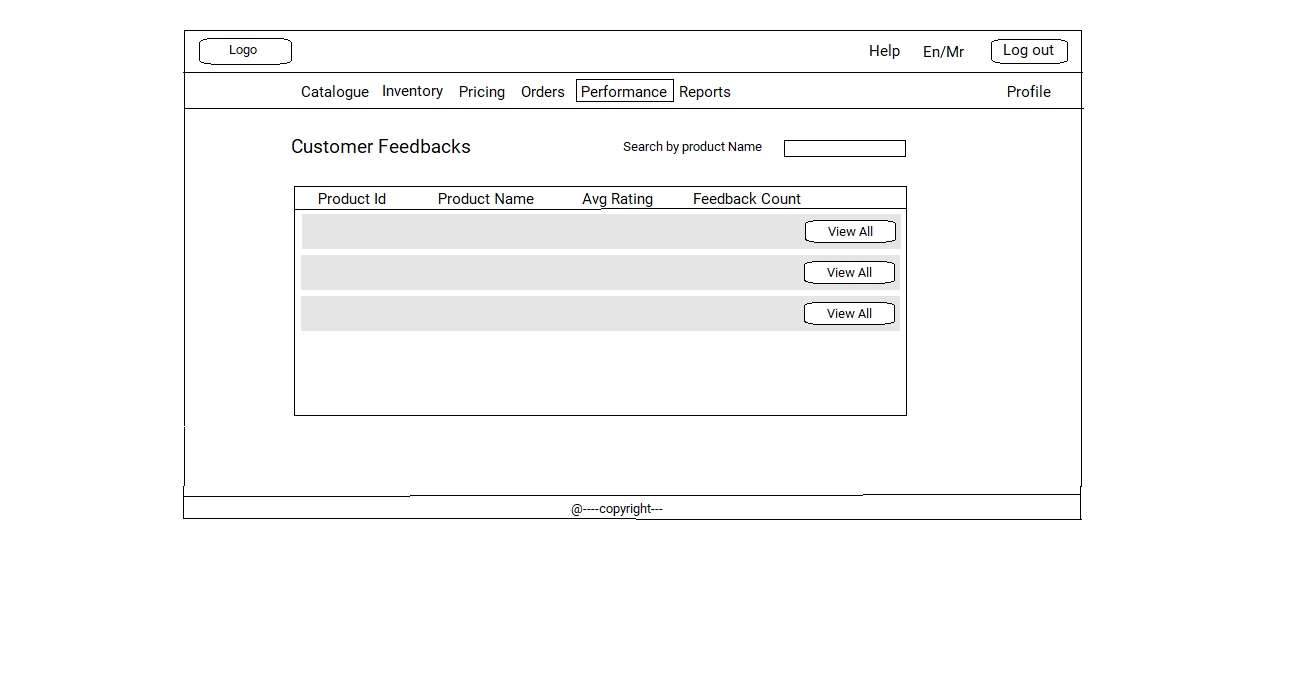 Logo Help En/Mr Log out
Catalogue Inventory Pricing Orders Performance Reports Profile
Customer Feedbacks Search by product Name
Product Id Product Name Avg Rating Feedback Count
View All
View All
View All
@----copyright---